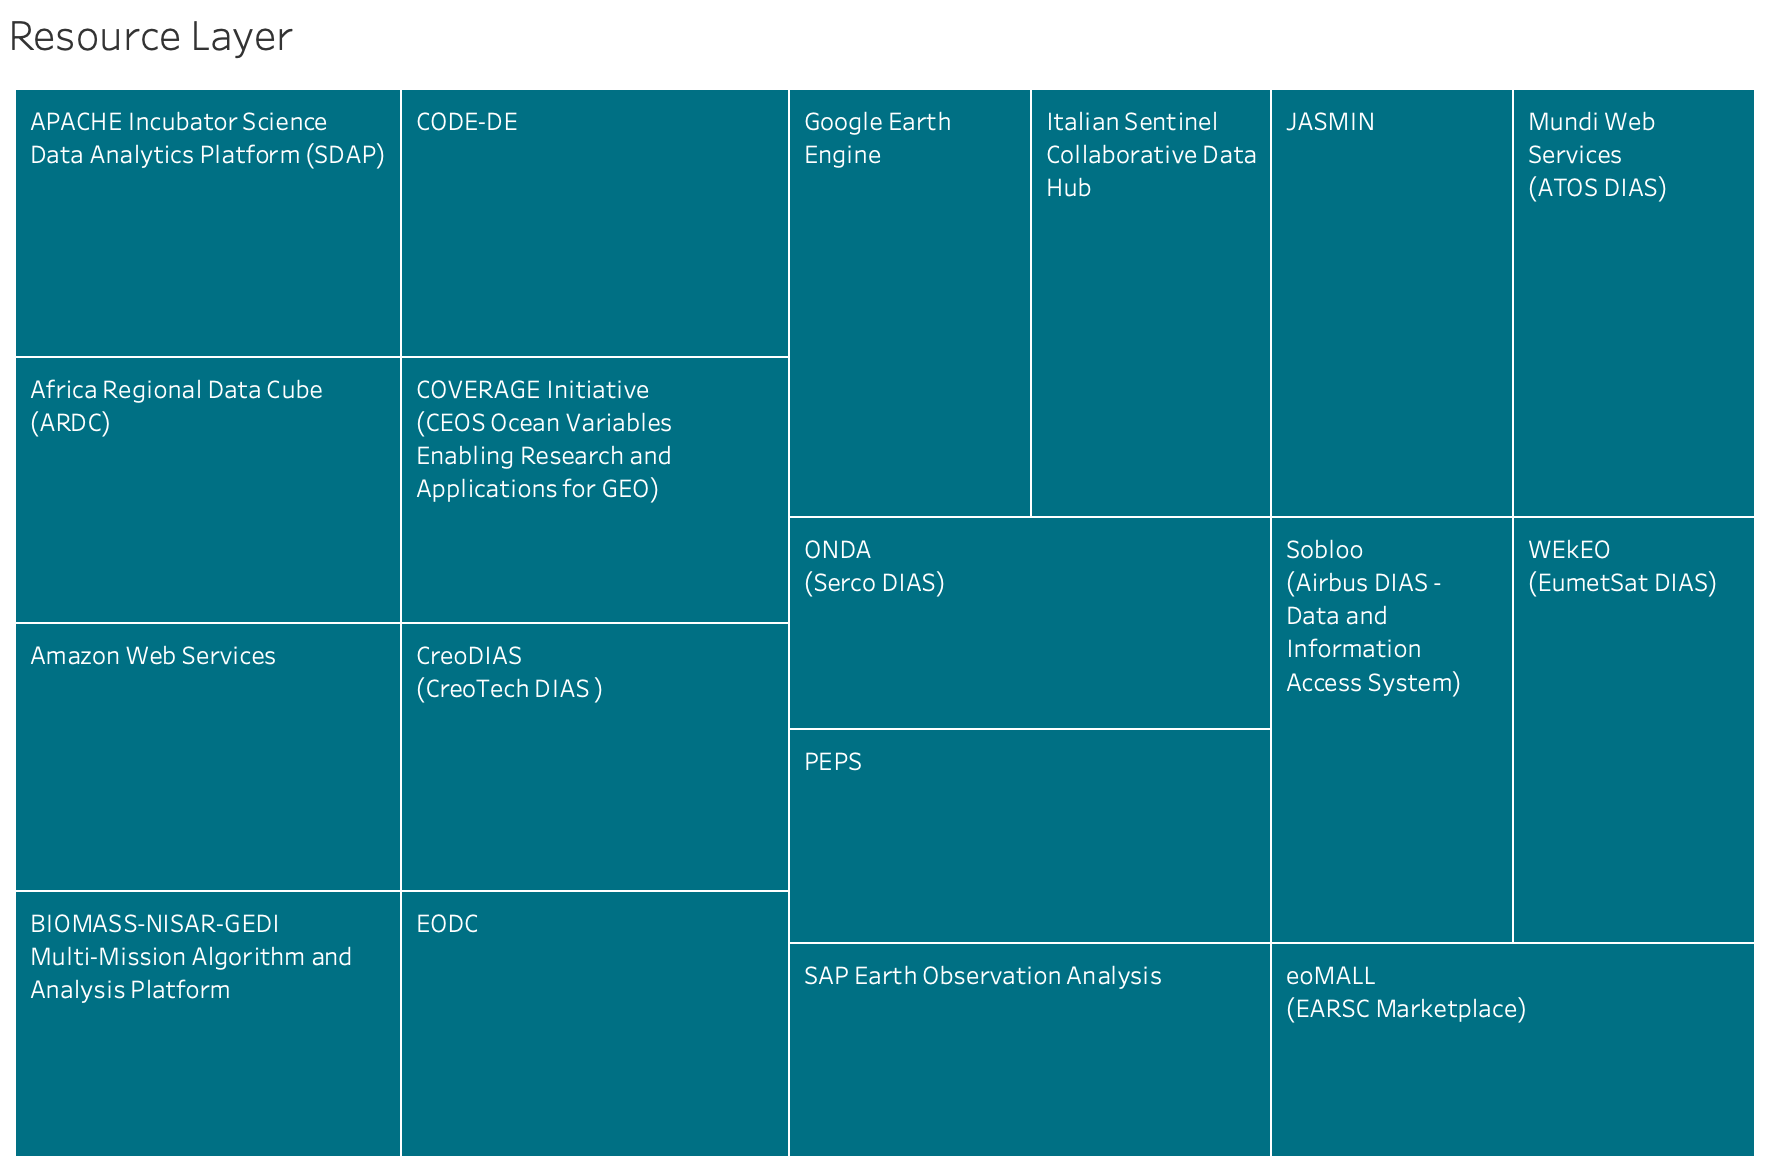 Resource Layer
APACHE Incubator Science
Data Analytics Platform (SDAP)
Africa Regional Data Cube
(ARDC)
Amazon Web Services
BIOMASS-NISAR-GEDI
Multi-Mission Algorithm and
Analysis Platform
CODE-DE
COVERAGE Initiative
(CEOS Ocean Variables
Enabling Research and
Applications for GEO)
CreoDIAS
(CreoTech DIAS )
EODC
Google Earth
Engine
Italian Sentinel
Collaborative Data
Hub
JASMIN
Mundi Web
Services
(ATOS DIAS)
ONDA
(Serco DIAS)
PEPS
SAP Earth Observation Analysis
Sobloo
(Airbus DIAS -
Data and
Information
Access System)
WEkEO
(EumetSat DIAS)
eoMALL
(EARSC Marketplace)